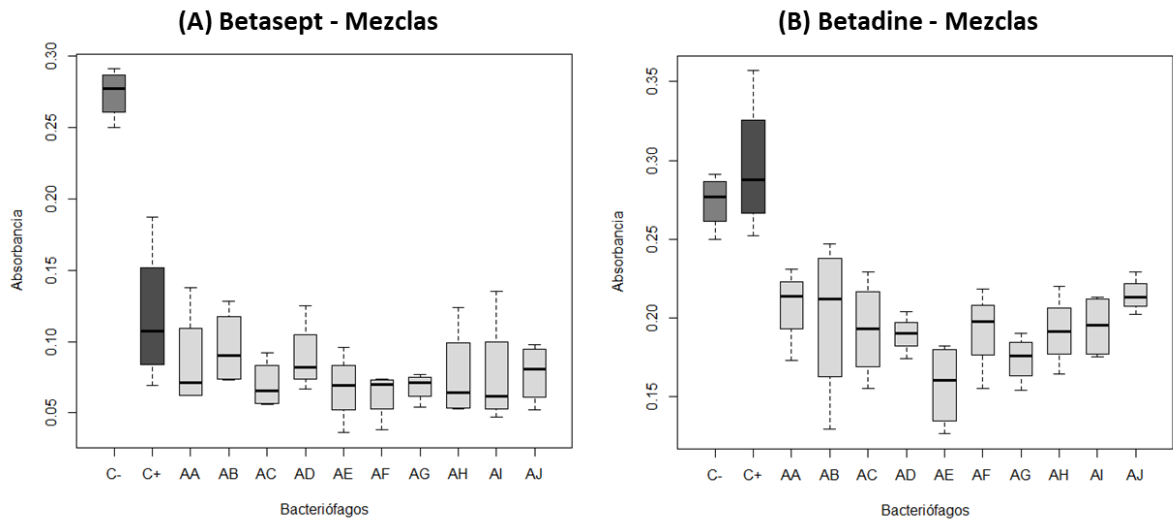 (A) Betasept - Mezclas
Absorbancia
0.30
0.25
0.20
0.15
0.10
0.05
C- C+ AA AB AC AD AE AF AG AH AI AJ
Bacteriófagos
(B) Betadine - Mezclas
Absorbancia
0.35
0.30
0.25
0.20
0.15
C- C+ AA AB AC AD AE AF AG AH AI AJ
Bacteriófagos